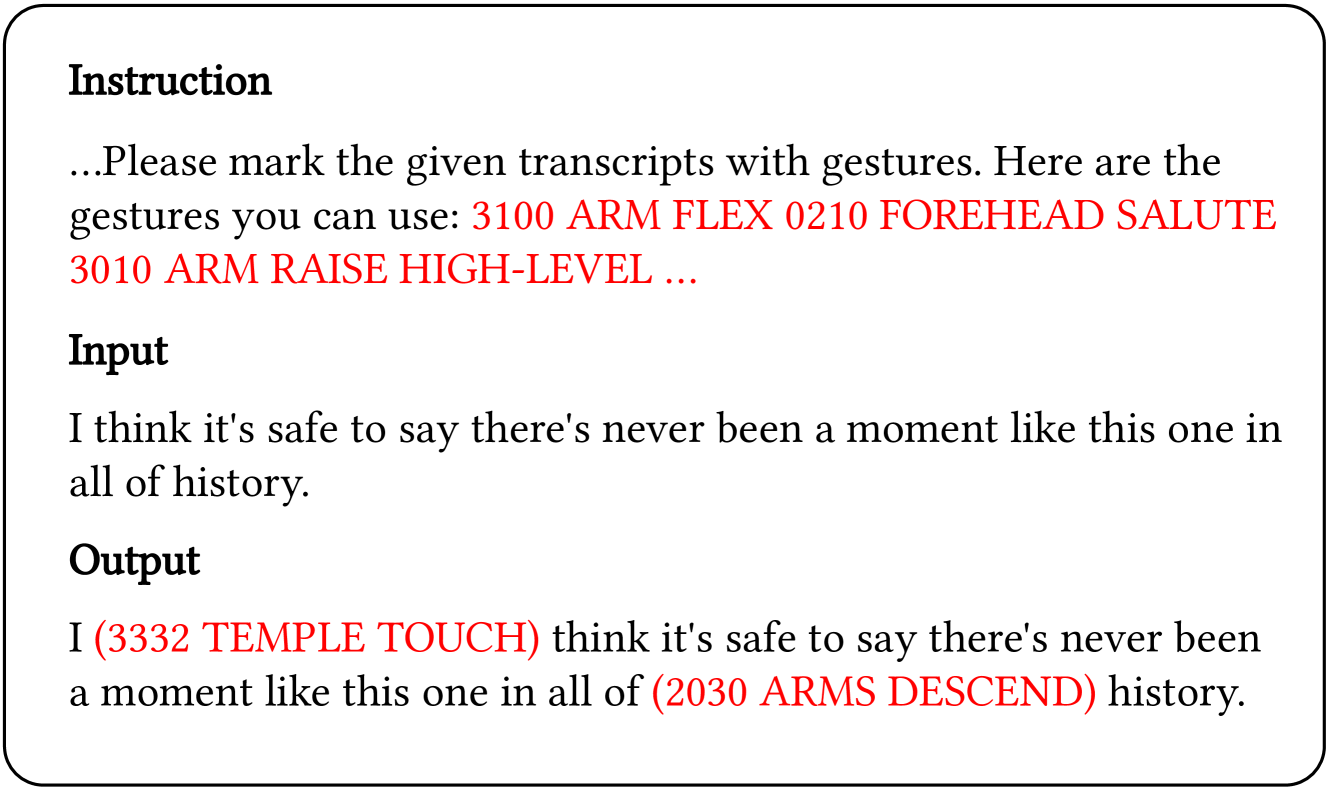 Instruction
...Please mark the given transcripts with gestures. Here are the
gestures you can use: 3100 ARM FLEX 0210 FOREHEAD SALUTE
3010 ARM RAISE HIGH-LEVEL ...
Input
I think it's safe to say there's never been a moment like this one in
all of history.
Output
I (3332 TEMPLE TOUCH) think it's safe to say there's never been
a moment like this one in all of (2030 ARMS DESCEND) history.